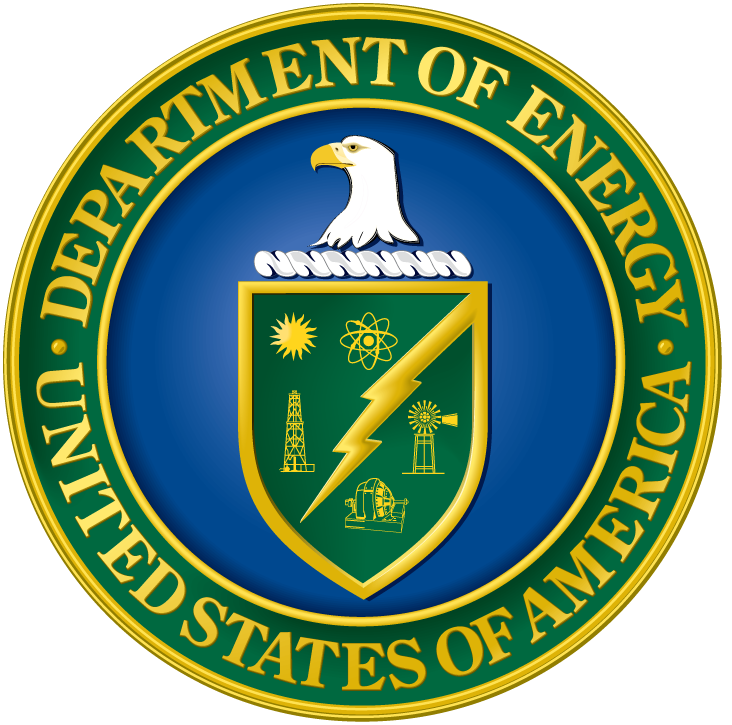 DEPARTMENT OF ENERGY
UNITED STATES OF AMERICA